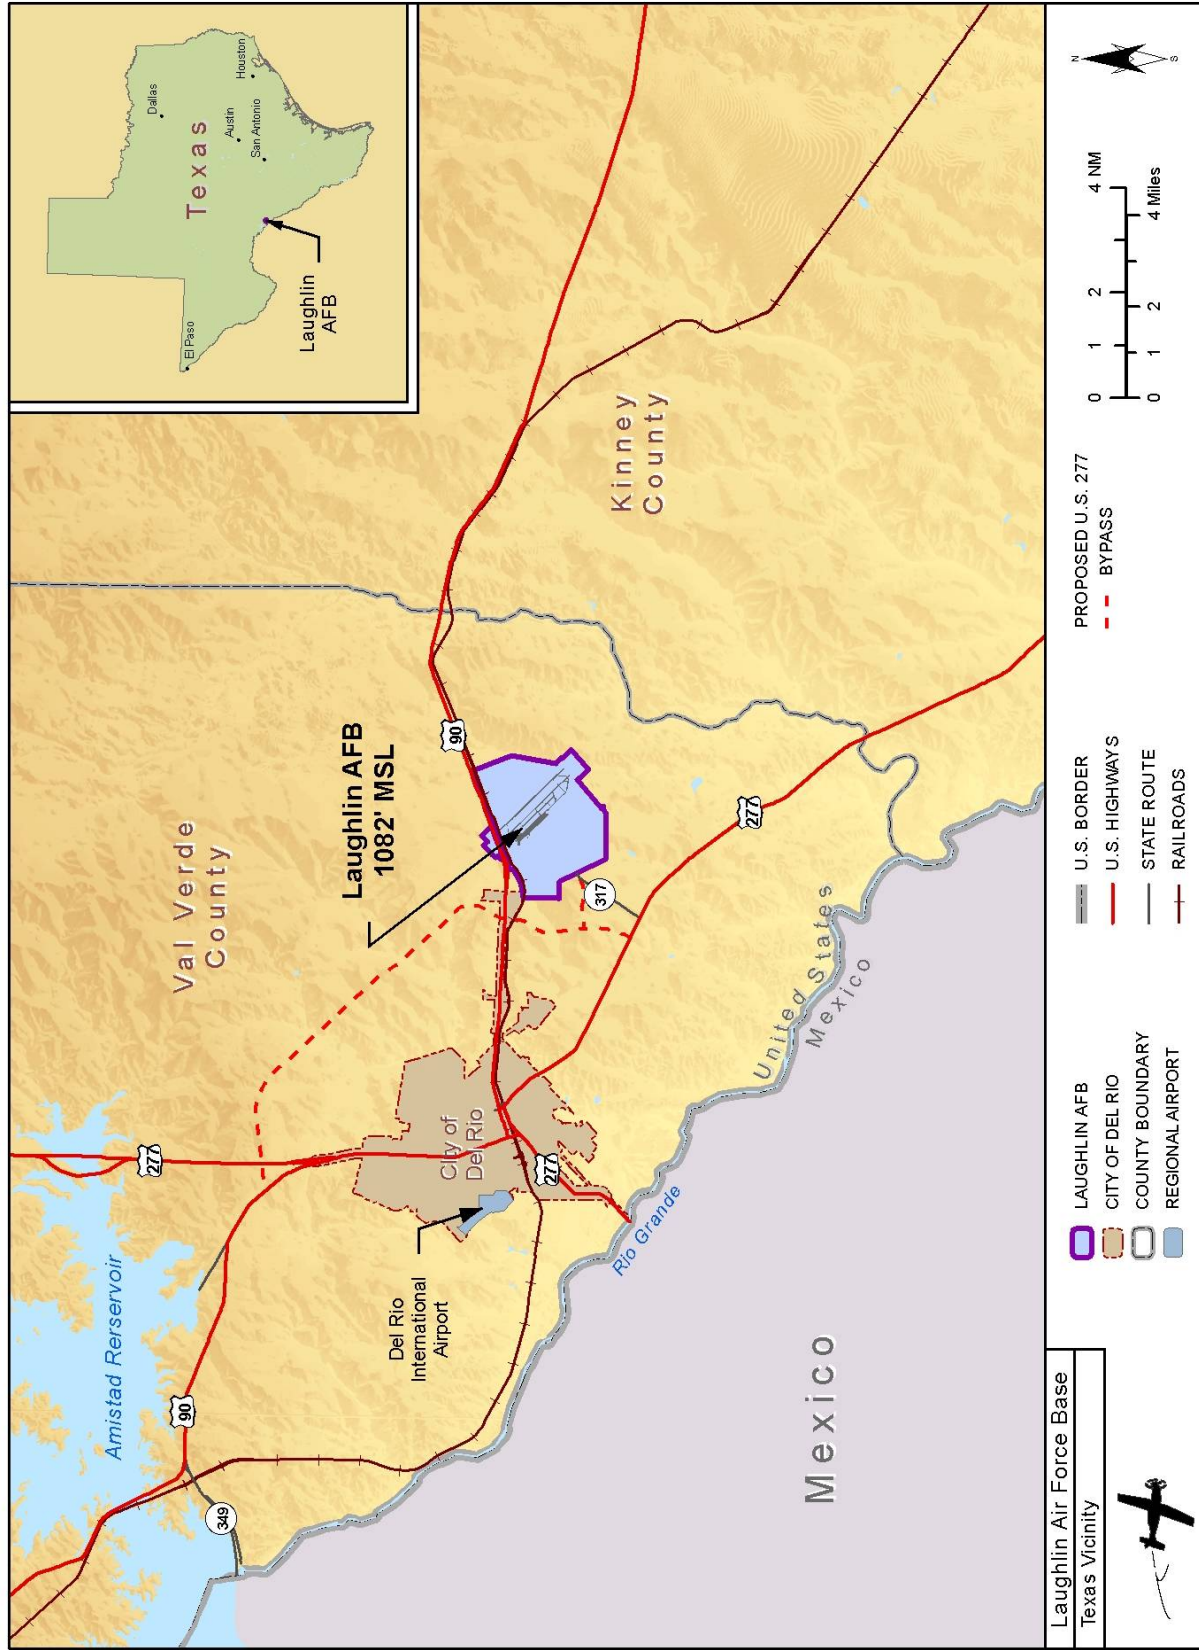 El Paso
Dallas
Texas
Austin
San Antonio
Houston
Laughlin
AFB
Amistad Rerservoir
277
90
349
Val Verde
County
Laughlin AFB
1082' MSL
90
Del Rio
International
Airport
City of
Del Rio
277
317
277
Kinney
County
Rio Grande
United States
Mexico
Mexico
Laughlin Air Force Base
Texas Vicinity
LAUGHLIN AFB
CITY OF DEL RIO
COUNTY BOUNDARY
REGIONAL AIRPORT
U.S. BORDER
U.S. HIGHWAYS
STATE ROUTE
RAILROADS
PROPOSED U.S. 277
BYPASS
0 1 2 4 NM
0 1 2 4 Miles
N
S